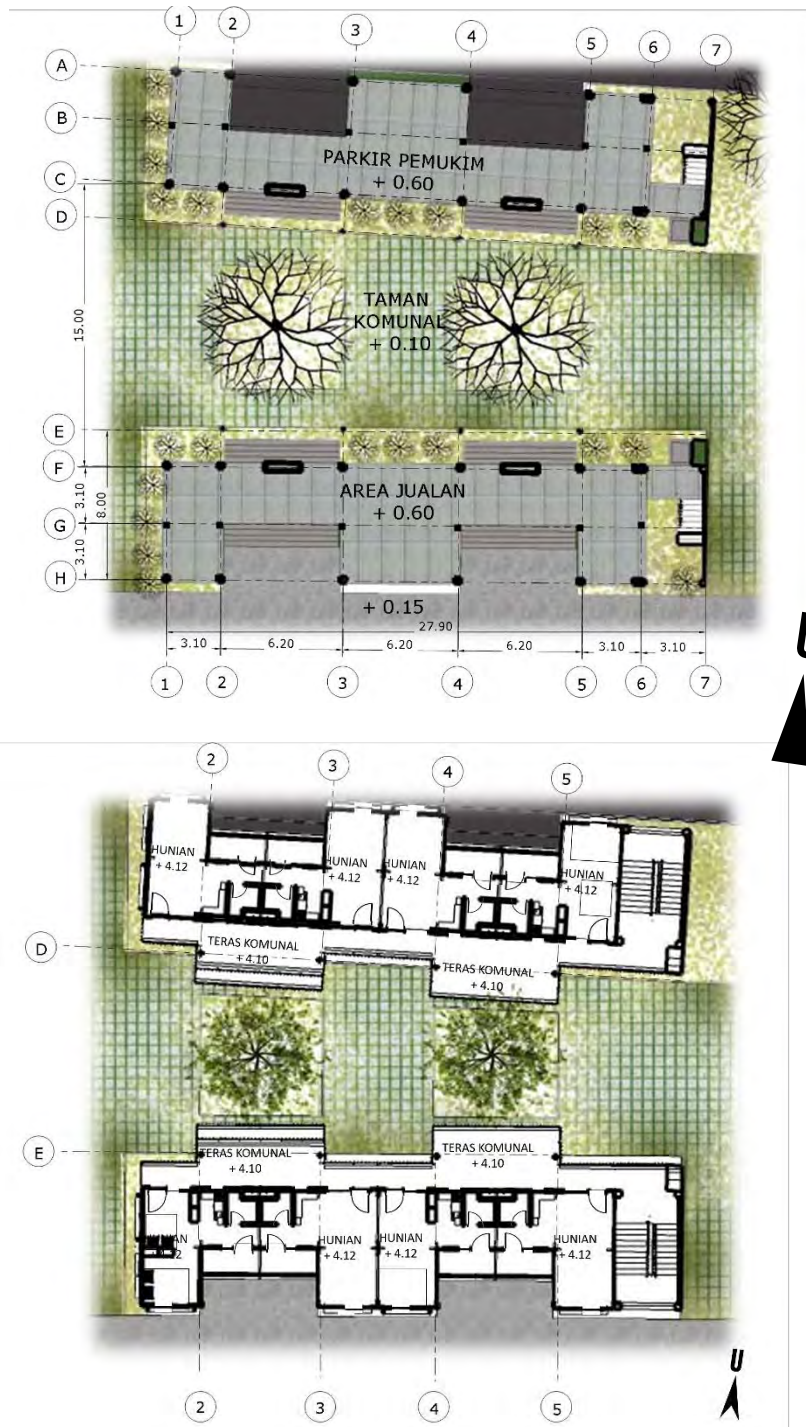 1 2 3 4 5 6 7
A
B
C
D
PARKIR PEMUKIM
+ 0.60
15.00
TAMAN
KOMUNAL
+ 0.10
E
F
G
H
3.10
3.10
8.00
AREA JUALAN
+ 0.60
+ 0.15
27.90
3.10 6.20 6.20 6.20 3.10 3.10
1 2 3 4 5 6 7
U
2 3 4 5
HUNIAN
+ 4.12
HUNIAN
+ 4.12
HUNIAN
+ 4.12
HUNIAN
+ 4.12
D
TERAS KOMUNAL
+ 4.10
TERAS KOMUNAL
+ 4.10
E
TERAS KOMUNAL
+ 4.10
TERAS KOMUNAL
+ 4.10
HUNIAN
HUNIAN
+ 4.12
HUNIAN
+ 4.12
HUNIAN
+ 4.12
U
2 3 4 5